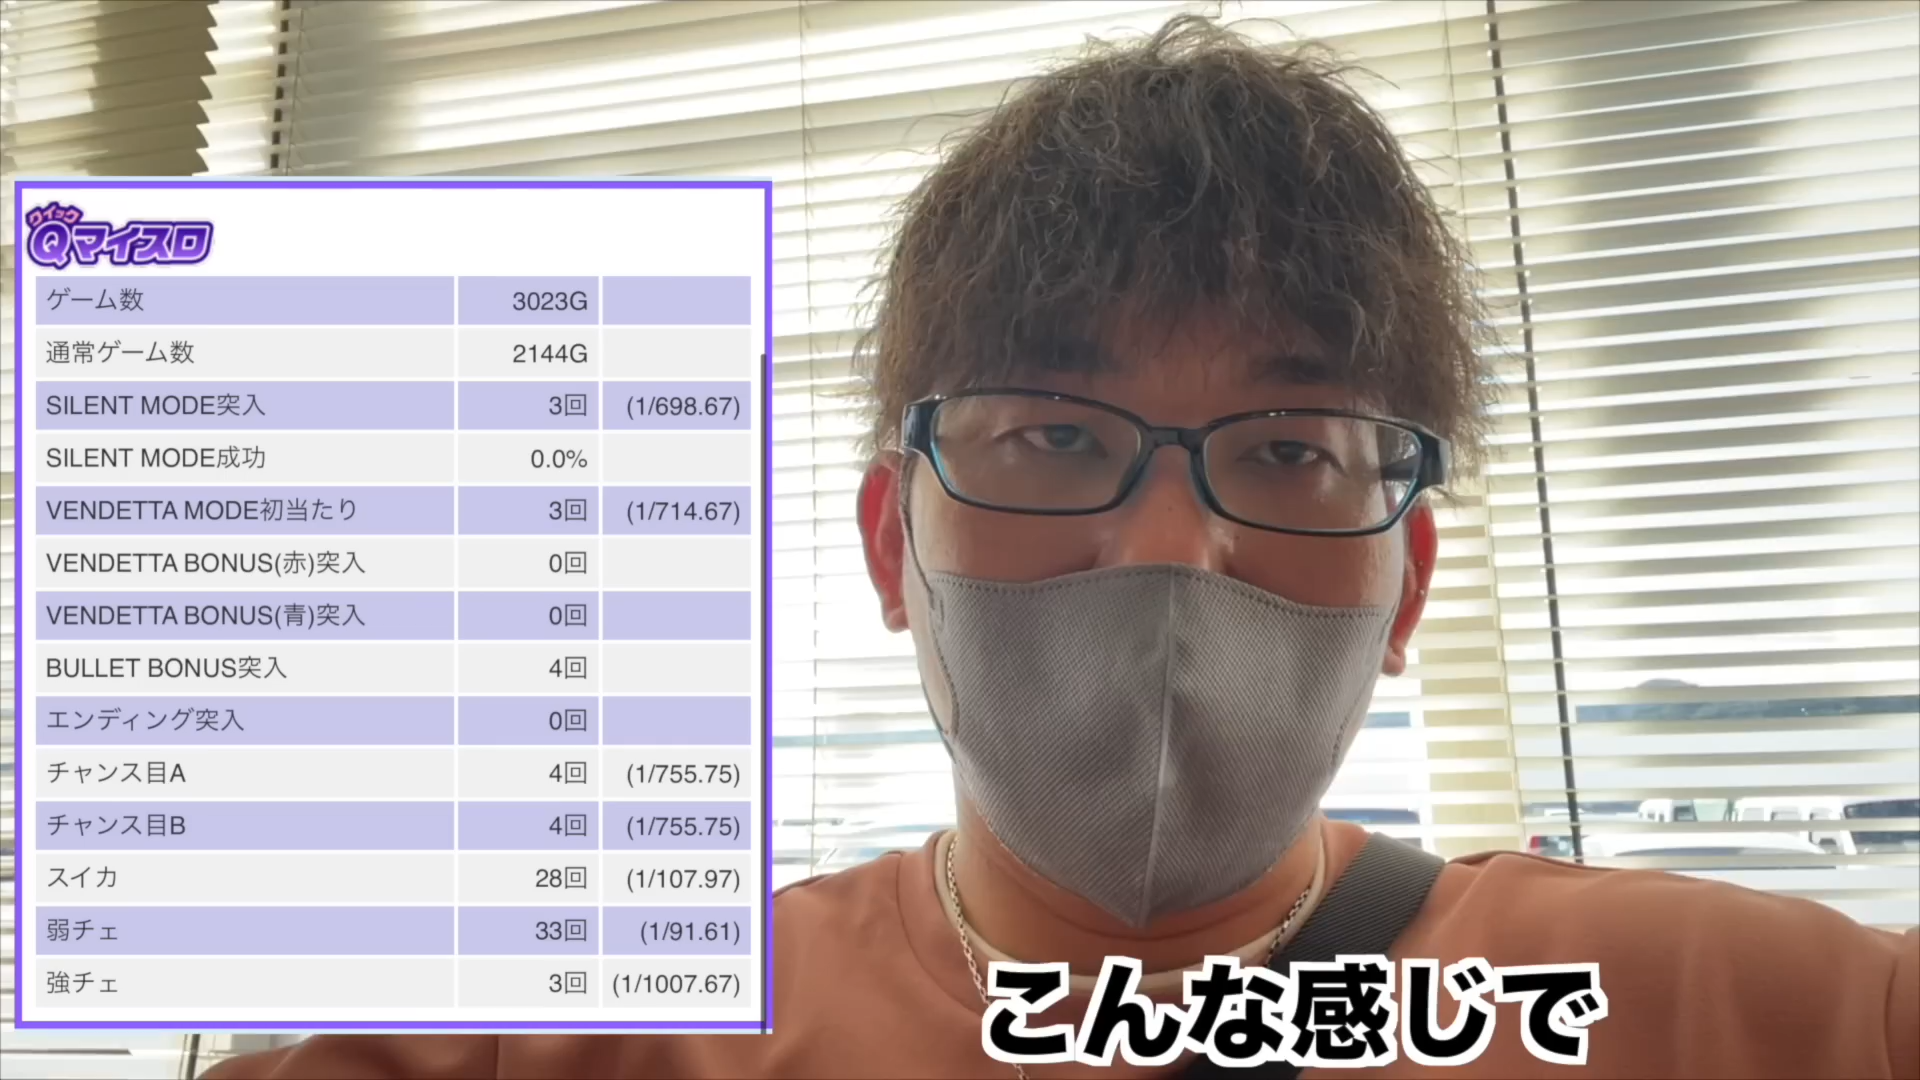 クイック
Qマイスロ
ゲーム数 3023G
通常ゲーム数 2144G
SILENT MODE突入 3回 (1/698.67)
SILENT MODE成功 0.0%
VENDETTA MODE初当たり 3回 (1/714.67)
VENDETTA BONUS(赤)突入 0回
VENDETTA BONUS(青)突入 0回
BULLET BONUS突入 4回
エンディング突入 0回
チャンス目A 4回 (1/755.75)
チャンス目B 4回 (1/755.75)
スイカ 28回 (1/107.97)
弱チェ 33回 (1/91.61)
強チェ 3回 (1/1007.67)
こんな感じで